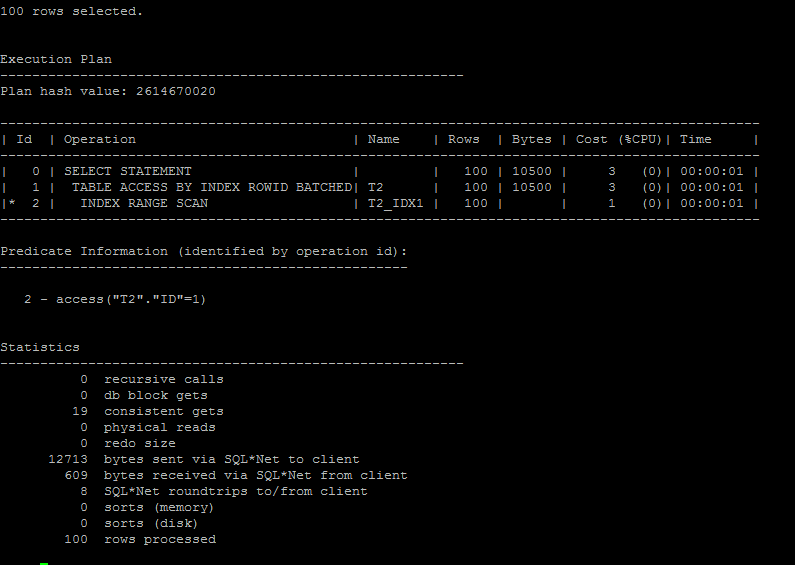 100 rows selected.
Execution Plan
----------------------------------------------------------
Plan hash value: 2614670020
-----------------------------------------------------------------------------------------------
| Id  | Operation                           | Name    | Rows  | Bytes | Cost (%CPU)| Time     |
-----------------------------------------------------------------------------------------------
|   0 | SELECT STATEMENT                    |         |   100 | 10500 |     3   (0)| 00:00:01 |
|   1 |  TABLE ACCESS BY INDEX ROWID BATCHED| T2      |   100 | 10500 |     3   (0)| 00:00:01 |
|*  2 |   INDEX RANGE SCAN                  | T2_IDX1 |   100 |       |     1   (0)| 00:00:01 |
-----------------------------------------------------------------------------------------------
Predicate Information (identified by operation id):
---------------------------------------------------
   2 - access("T2"."ID"=1)
Statistics
----------------------------------------------------------
          0  recursive calls
          0  db block gets
         19  consistent gets
          0  physical reads
          0  redo size
      12713  bytes sent via SQL*Net to client
        609  bytes received via SQL*Net from client
          8  SQL*Net roundtrips to/from client
          0  sorts (memory)
          0  sorts (disk)
        100  rows processed